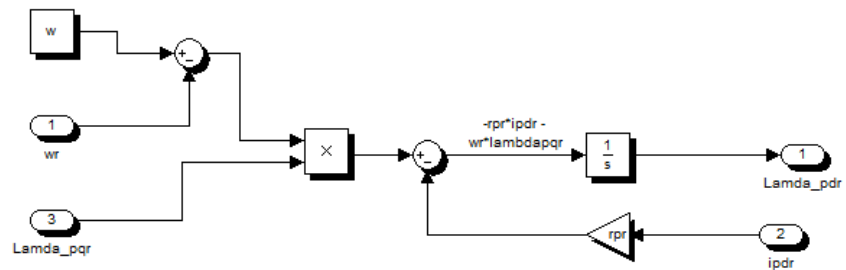 w
+
−
1
wr
×
3
Lamda_pqr
+
−
-rpr*ipdr -
wr*lambdapqr
1
s
1
Lamda_pdr
rpr
2
ipdr